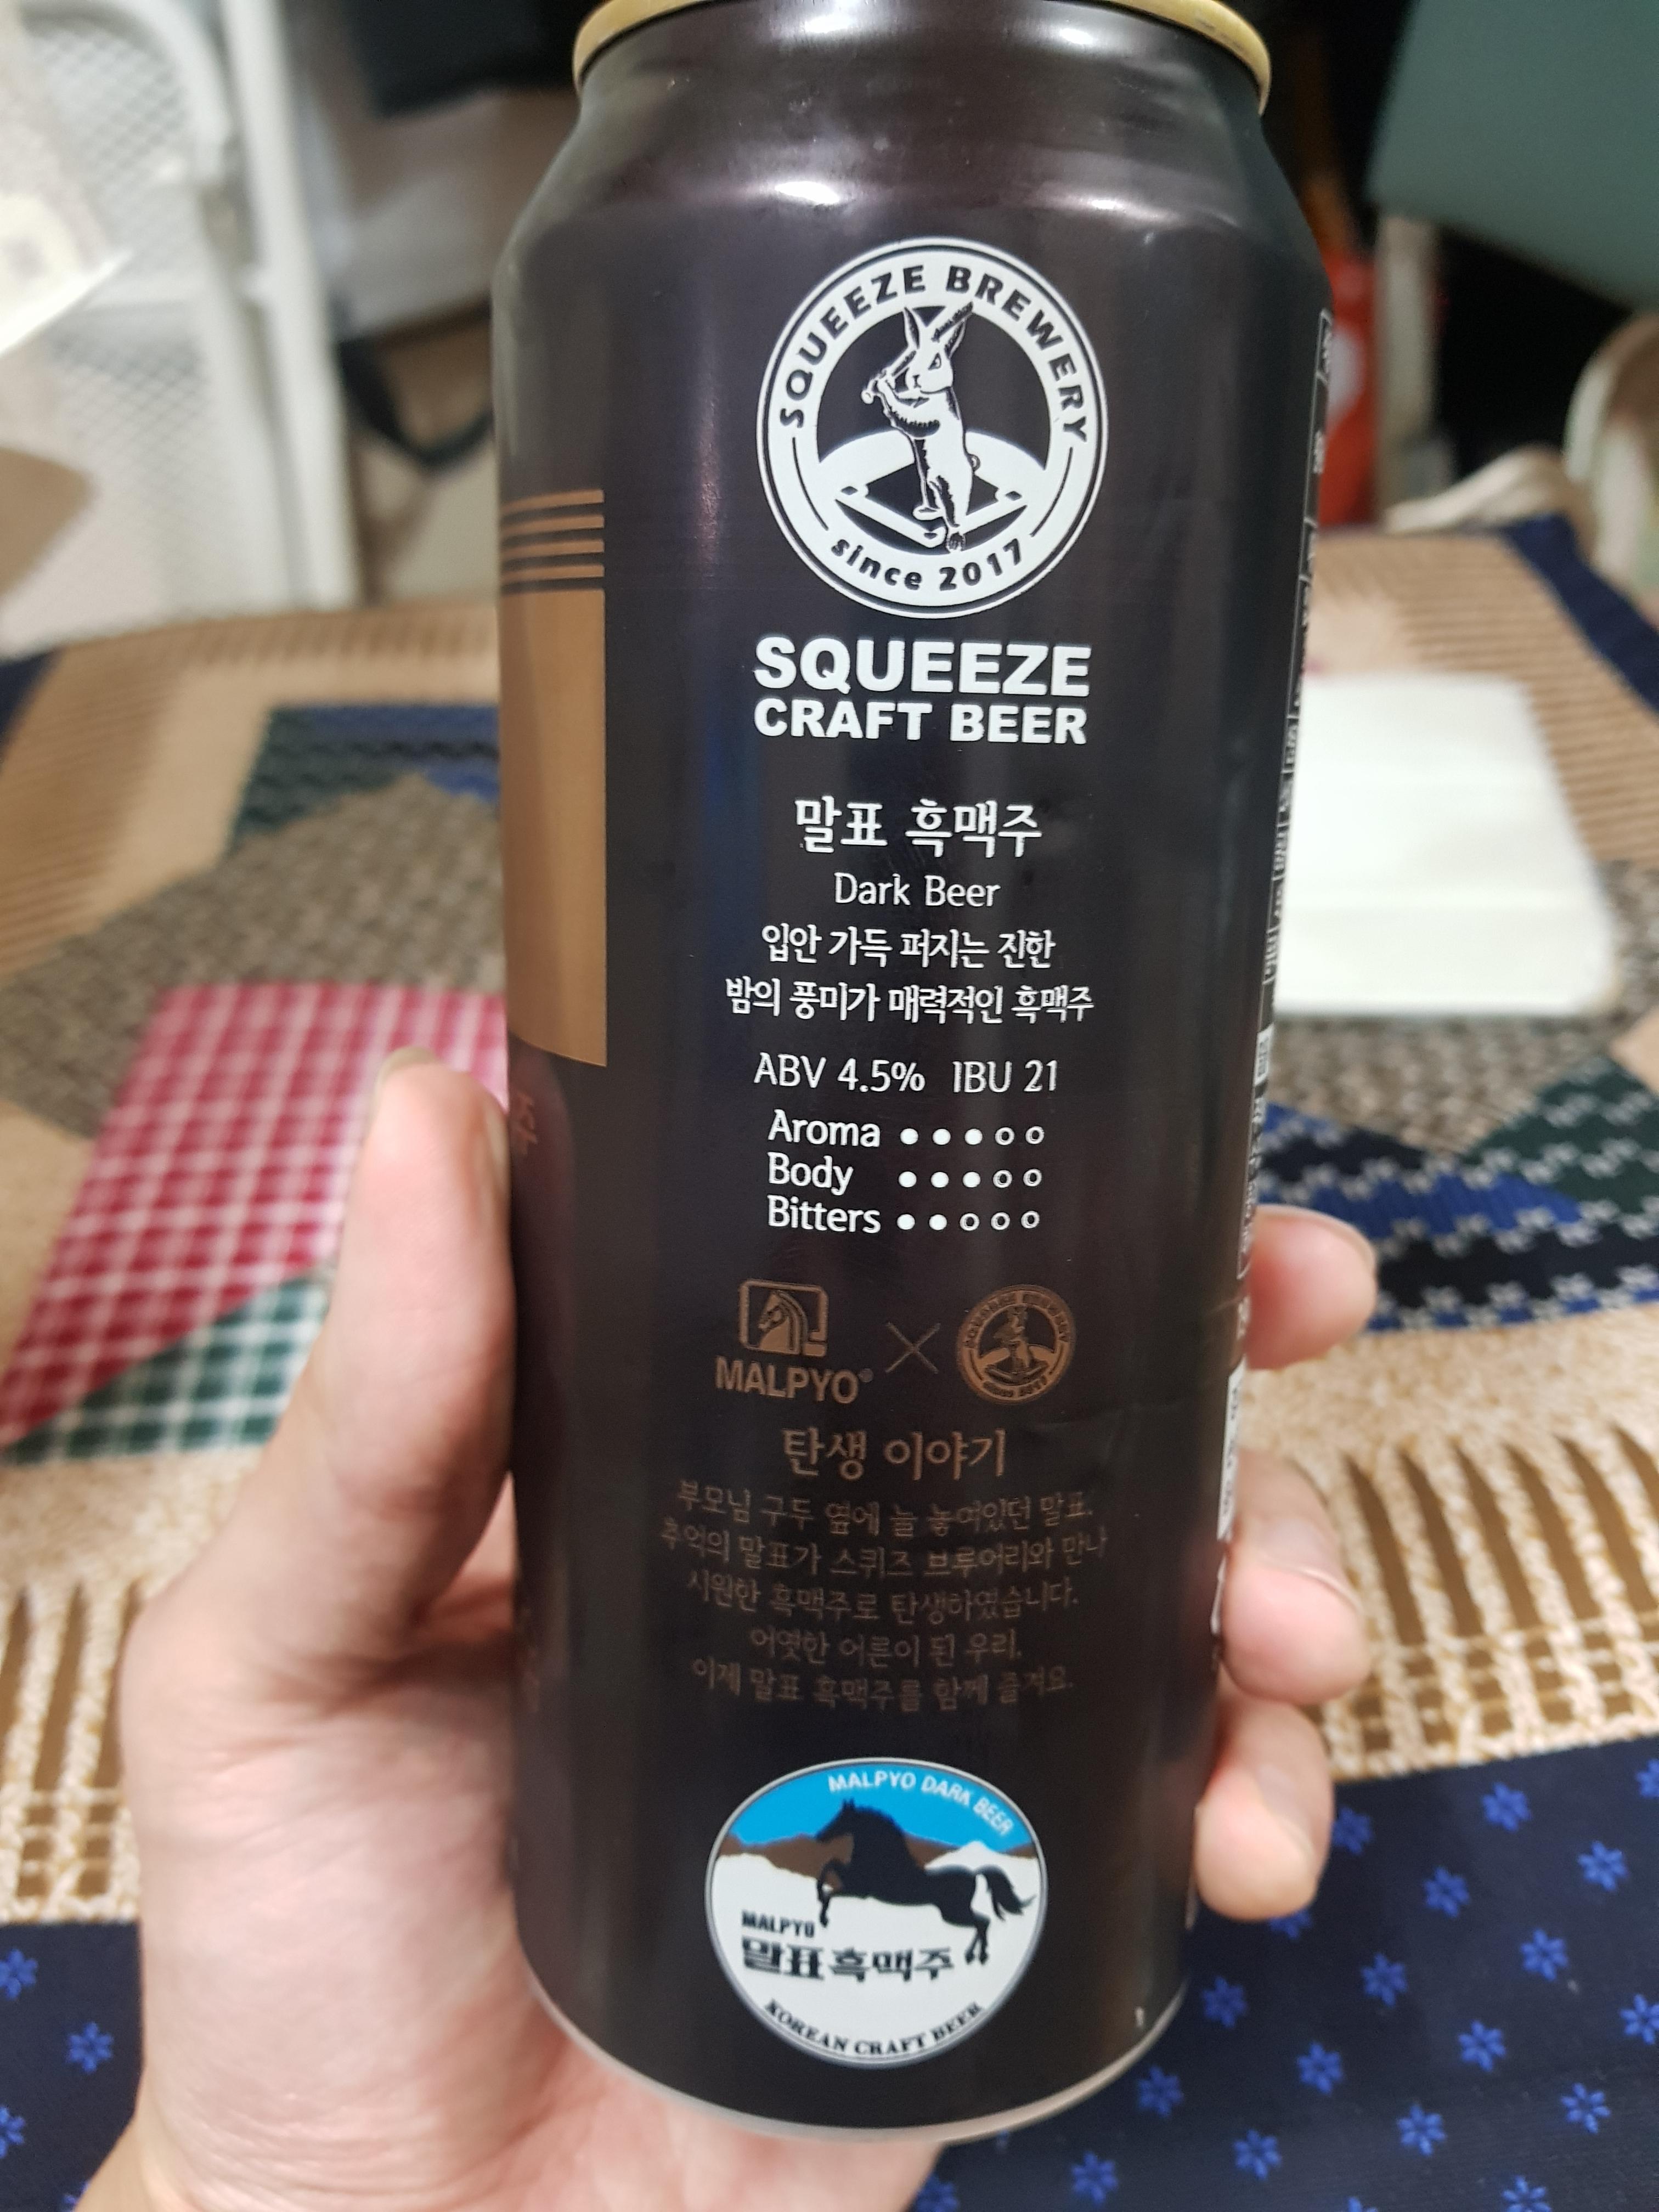 SQUEEZE BREWERY
since 2017
SQUEEZE
CRAFT BEER
말표 흑맥주
Dark Beer
입안 가득 퍼지는 진한
밤의 풍미가 매력적인 흑맥주
ABV 4.5% IBU 21
Aroma
Body
Bitters
MALPYO
탄생 이야기
부모님 구두 옆에 늘 놓여있던 말표.
추억의 말표가 스퀴즈 브루어리와 만나
시원한 흑맥주로 탄생하였습니다.
어엿한 어른이 된 우리.
이제 말표 흑맥주를 함께 즐겨요.
MALPYO DARK BEER
MALPYO
말표 흑맥주
KOREAN CRAFT BEER